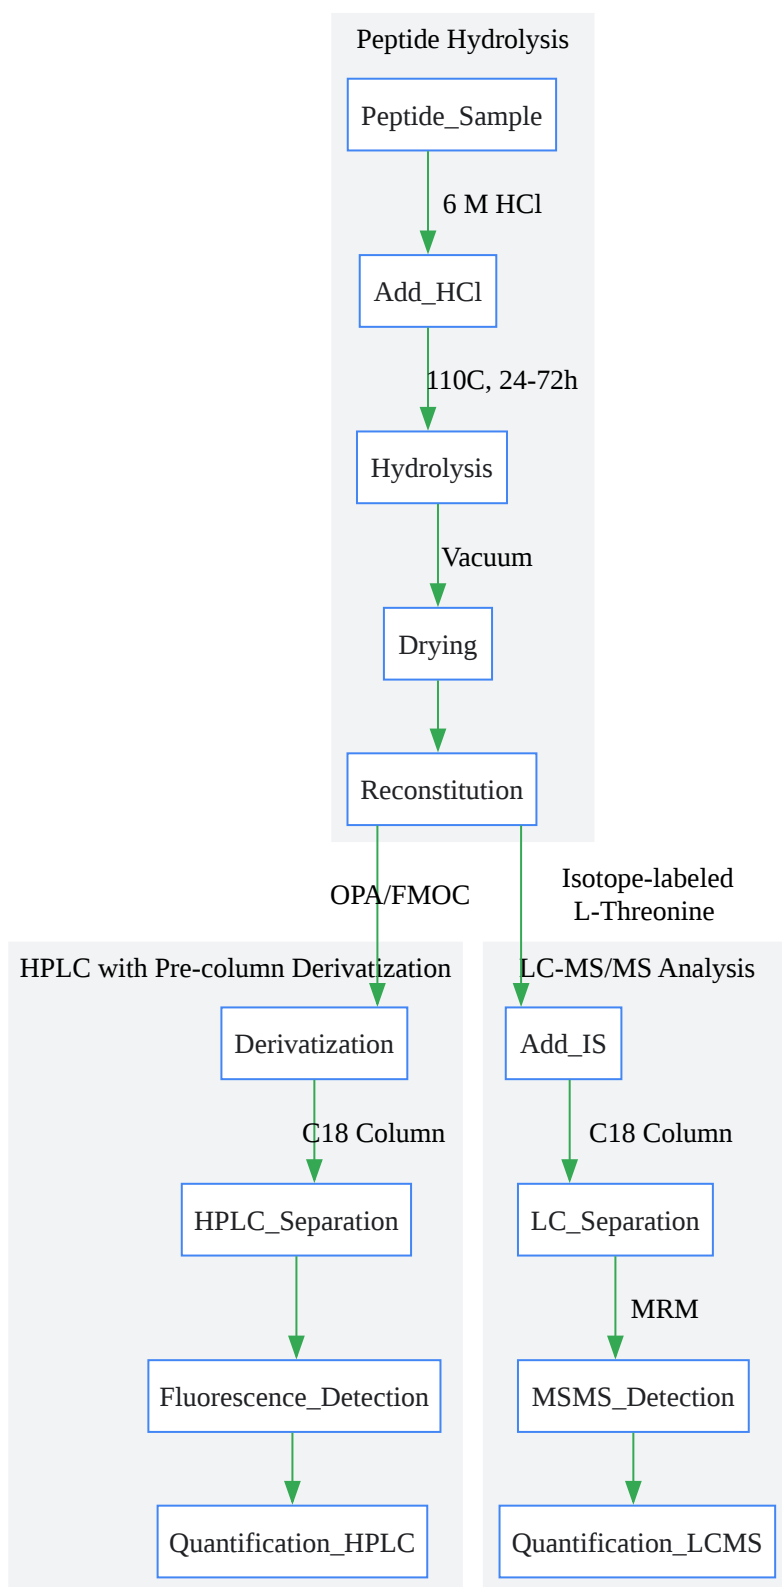 Peptide Hydrolysis
Peptide_Sample
6 M HCl
Add_HCl
110C, 24-72h
Hydrolysis
Vacuum
Drying
Reconstitution
OPA/FMOC
Isotope-labeled
L-Threonine
HPLC with Pre-column Derivatization
LC-MS/MS Analysis
Derivatization
Add_IS
C18 Column
C18 Column
HPLC_Separation
LC_Separation
MRM
Fluorescence_Detection
MSMS_Detection
Quantification_HPLC
Quantification_LCMS